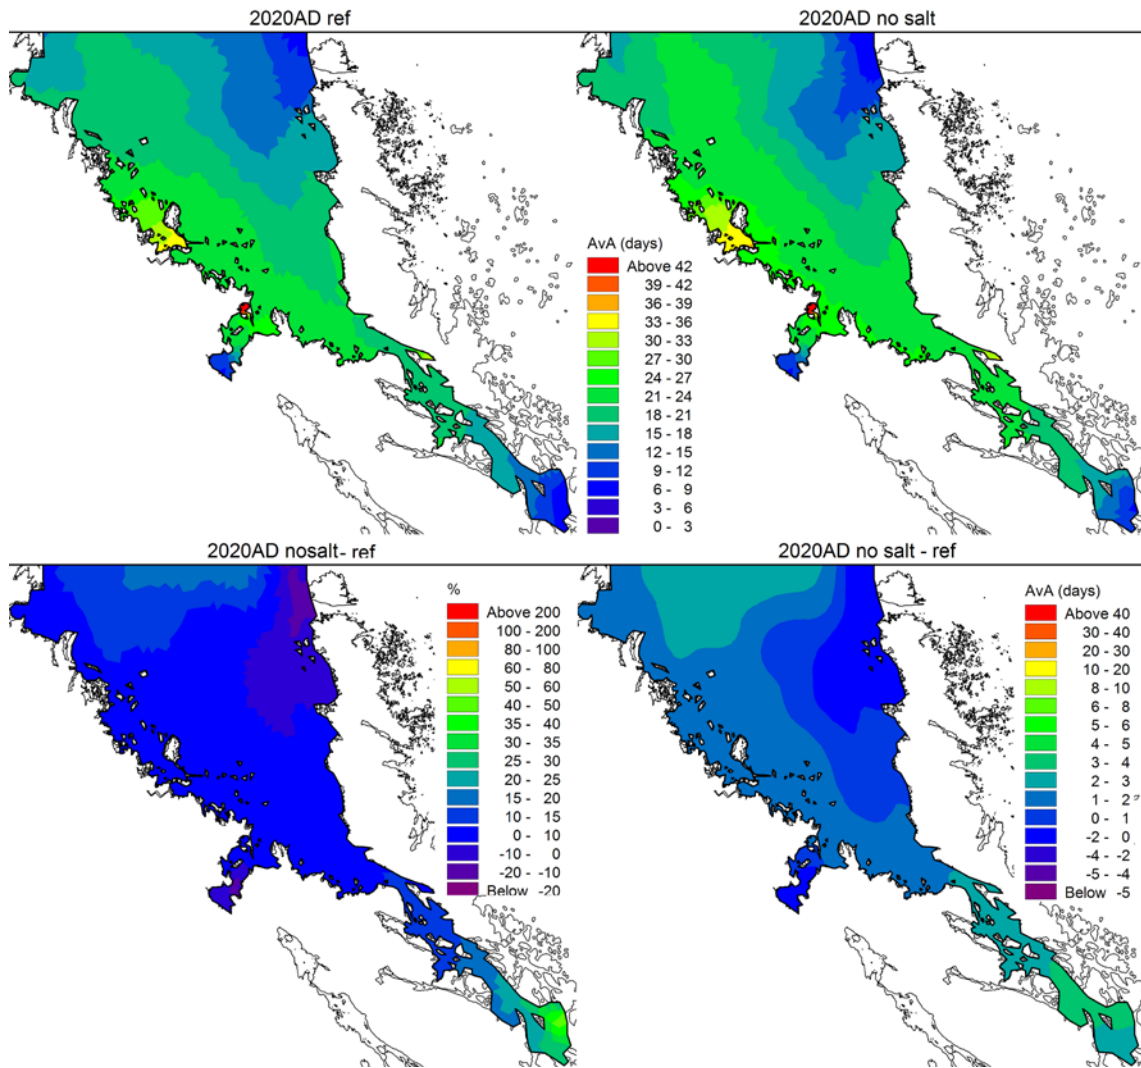 2020AD ref
2020AD no salt
AvA (days)
Above 42
39 - 42
36 - 39
33 - 36
30 - 33
27 - 30
24 - 27
21 - 24
18 - 21
15 - 18
12 - 15
9 - 12
6 - 9
3 - 6
0 - 3
2020AD nosalt- ref
%
Above 200
100 - 200
80 - 100
60 - 80
50 - 60
40 - 50
35 - 40
30 - 35
25 - 30
20 - 25
15 - 20
10 - 15
0 - 10
-10 - 0
-20 - -10
Below -20
2020AD no salt - ref
AvA (days)
Above 40
30 - 40
20 - 30
10 - 20
8 - 10
6 - 8
5 - 6
4 - 5
3 - 4
2 - 3
1 - 2
0 - 1
-2 - 0
-4 - -2
-5 - -4
Below -5